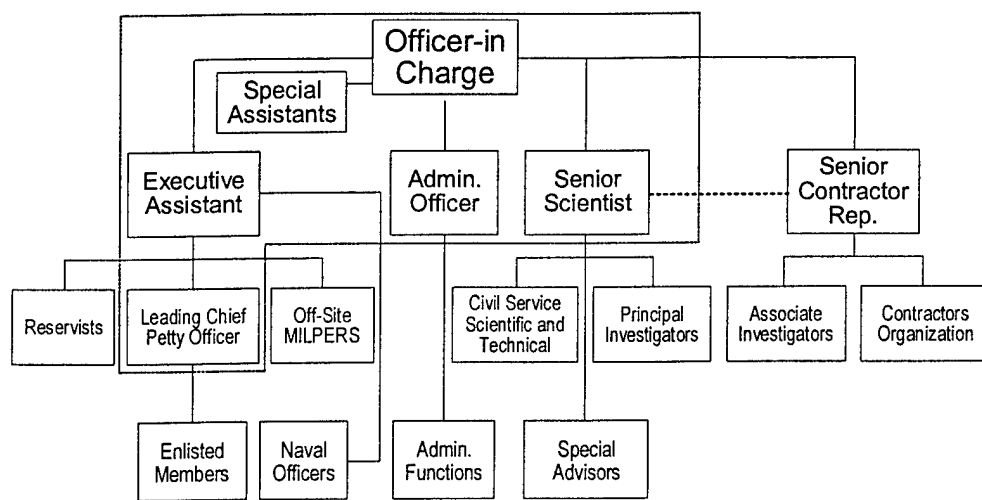 Officer-in
Charge
Special
Assistants
Executive
Assistant
Admin.
Officer
Senior
Scientist
Senior
Contractor
Rep.
Reservists
Leading Chief
Petty Officer
Off-Site
MILPERS
Civil Service
Scientific and
Technical
Principal
Investigators
Associate
Investigators
Contractors
Organization
Enlisted
Members
Naval
Officers
Admin.
Functions
Special
Advisors